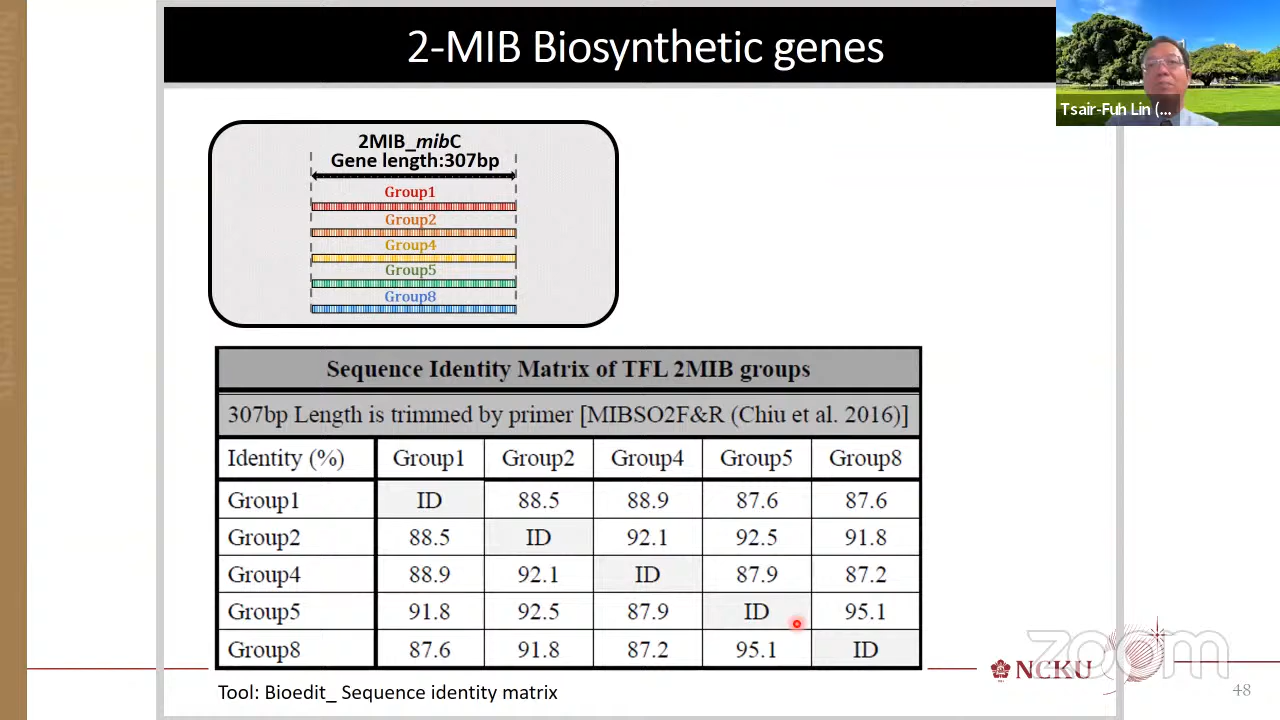 2-MIB Biosynthetic genes
Tsair-Fuh Lin (...
2MIB_mibC
Gene length:307bp
Group1
Group2
Group4
Group5
Group8
Sequence Identity Matrix of TFL 2MIB groups
307bp Length is trimmed by primer [MIBSO2F&R (Chiu et al. 2016)]
Identity (%) Group1 Group2 Group4 Group5 Group8
Group1 ID 88.5 88.9 87.6 87.6
Group2 88.5 ID 92.1 92.5 91.8
Group4 88.9 92.1 ID 87.9 87.2
Group5 91.8 92.5 87.9 ID 95.1
Group8 87.6 91.8 87.2 95.1 ID
Tool: Bioedit_ Sequence identity matrix
NCKU
zoom
48